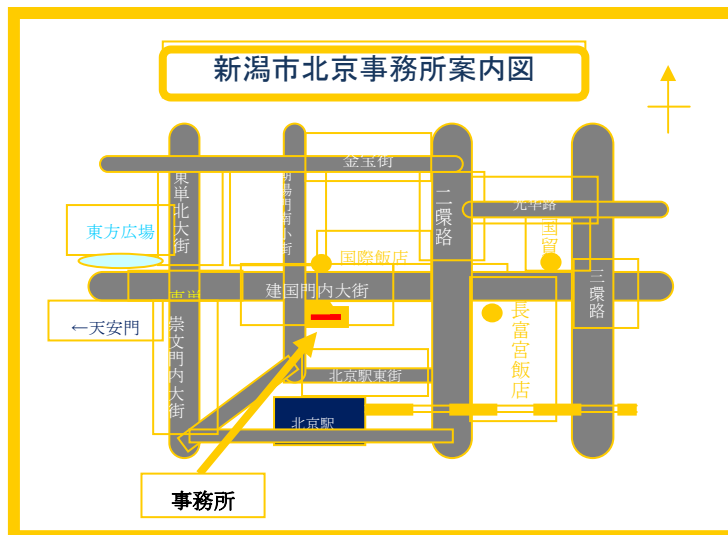 新潟市北京事務所案内図
金宝街
東単北大街
朝陽門南小街
二環路
光华路
東方広場
国際飯店
国貿
建国門内大街
東単
三環路
←天安門
崇文門内大街
長富宮飯店
北京駅東街
北京駅
事務所